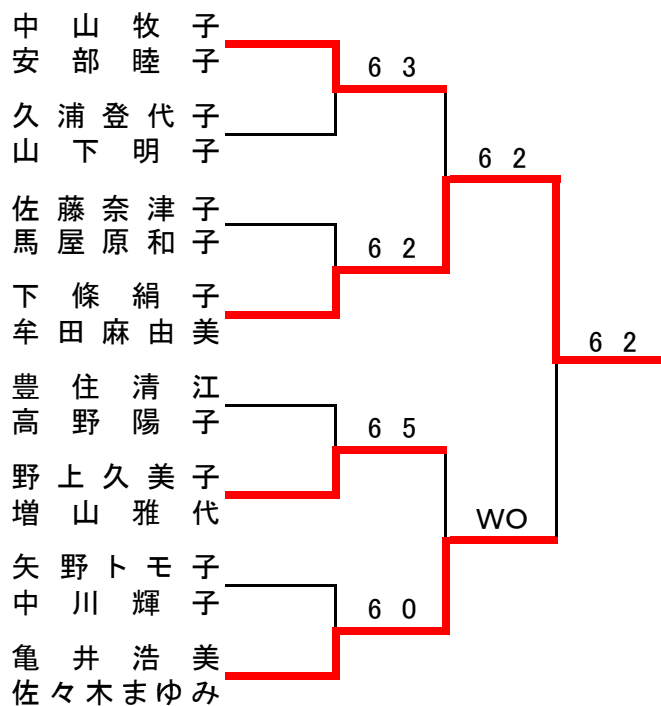 中山牧子
安部睦子
6 3
久浦登代子
山下明子
6 2
佐藤奈津子
馬屋原和子
6 2
下條絹子
牟田麻由美
6 2
豊住清江
高野陽子
6 5
野上久美子
増山雅代
WO
矢野トモ子
中川輝子
6 0
亀井浩美
佐々木まゆみ